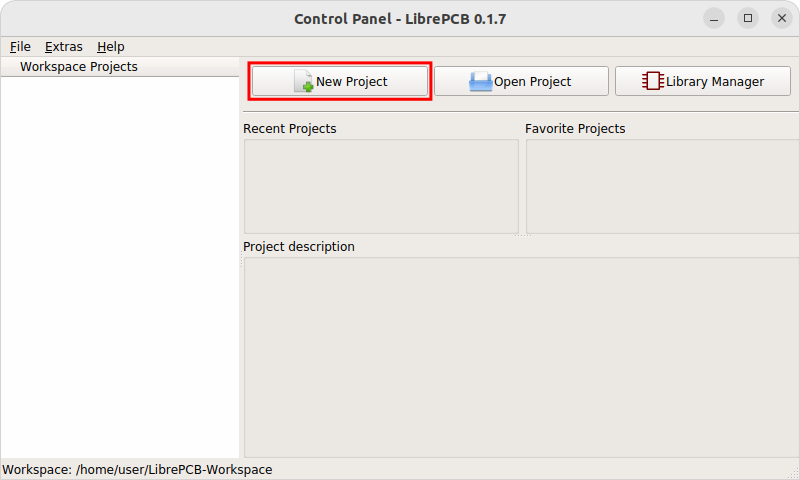 Control Panel - LibrePCB 0.1.7
File Extras Help
Workspace Projects
New Project Open Project Library Manager
Recent Projects Favorite Projects
Project description
Workspace: /home/user/LibrePCB-Workspace